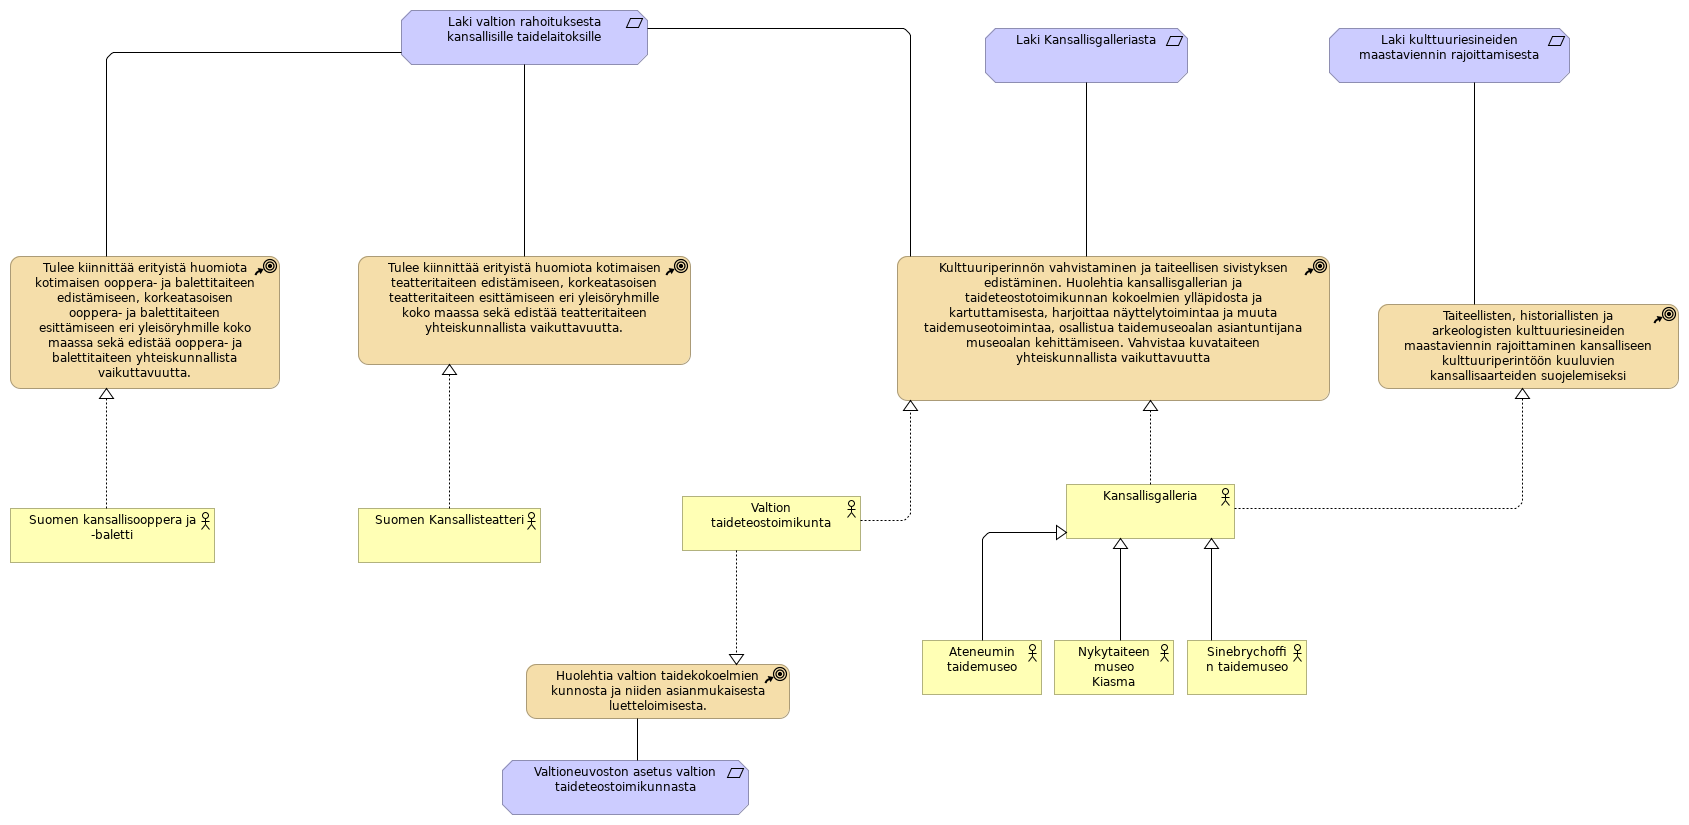 Laki valtion rahoituksesta
kansallisille taidelaitoksille
Laki Kansallisgalleriasta
Laki kulttuuriesineiden
maastaviennin rajoittamisesta
Tulee kiinnittää erityistä huomiota
kotimaisen ooppera- ja balettitaiteen
edistämiseen, korkeatasoisen
ooppera- ja balettitaiteen
esittämiseen eri yleisöryhmille koko
maassa sekä edistää ooppera- ja
balettitaiteen yhteiskunnallista
vaikuttavuutta.
Tulee kiinnittää erityistä huomiota kotimaisen
teatteritaiteen edistämiseen, korkeatasoisen
teatteritaiteen esittämiseen eri yleisöryhmille
koko maassa sekä edistää teatteritaiteen
yhteiskunnallista vaikuttavuutta.
Kulttuuriperinnön vahvistaminen ja taiteellisen sivistyksen
edistäminen. Huolehtia kansallisgallerian ja
taideteostotoimikunnan kokoelmien ylläpidosta ja
kartuttamisesta, harjoittaa näyttelytoimintaa ja muuta
taidemuseotoimintaa, osallistua taidemuseoalan asiantuntijana
museoalan kehittämiseen. Vahvistaa kuvataiteen
yhteiskunnallista vaikuttavuutta
Taiteellisten, historiallisten ja
arkeologisten kulttuuriesineiden
maastaviennin rajoittaminen kansalliseen
kulttuuriperintöön kuuluvien
kansallisaarteiden suojelemiseksi
Suomen kansallisooppera ja
-baletti
Suomen Kansallisteatteri
Valtion
taideteostoimikunta
Kansallisgalleria
Ateneumin
taidemuseo
Nykytaiteen
museo
Kiasma
Sinebrychoffi
n taidemuseo
Huolehtia valtion taidekokoelmien
kunnosta ja niiden asianmukaisesta
luetteloimisesta.
Valtioneuvoston asetus valtion
taideteostoimikunnasta